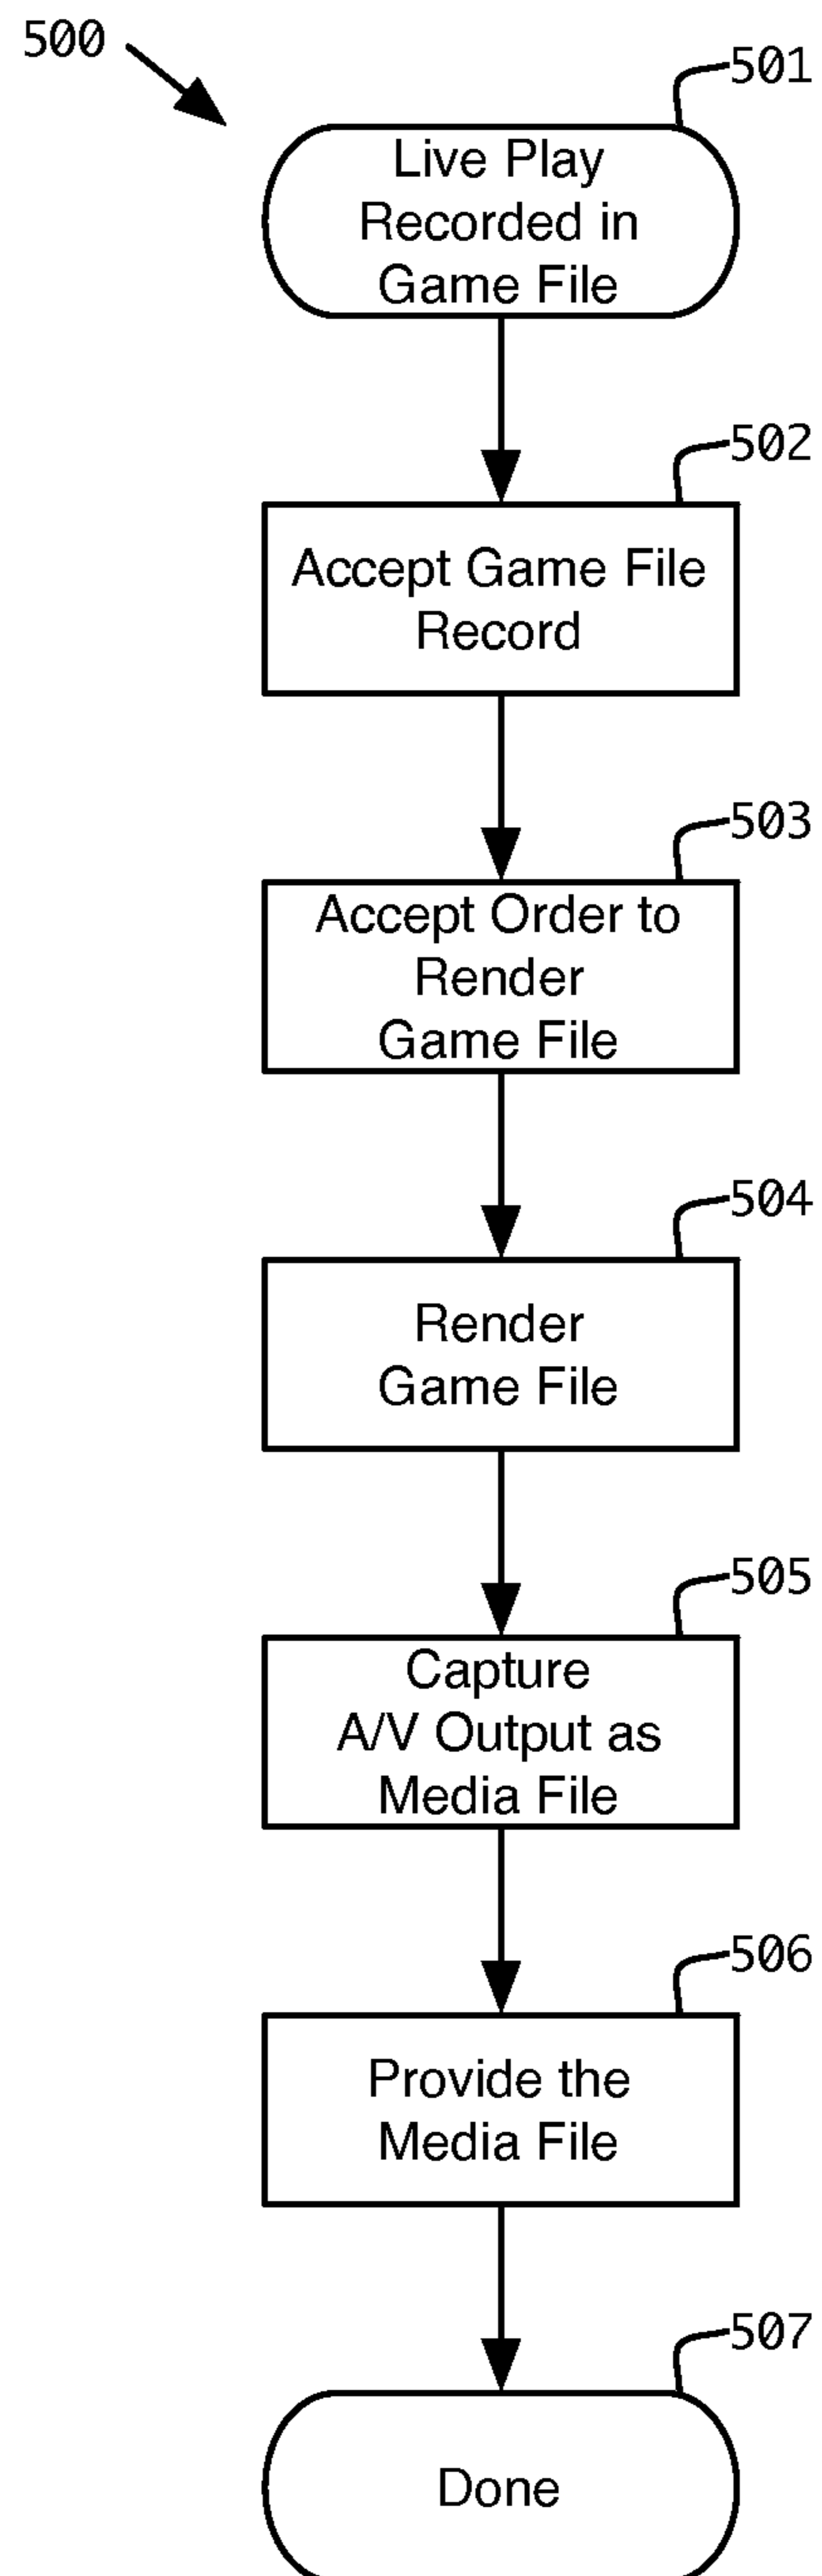 500
501
Live Play
Recorded in
Game File
502
Accept Game File
Record
503
Accept Order to
Render
Game File
504
Render
Game File
505
Capture
A/V Output as
Media File
506
Provide the
Media File
507
Done